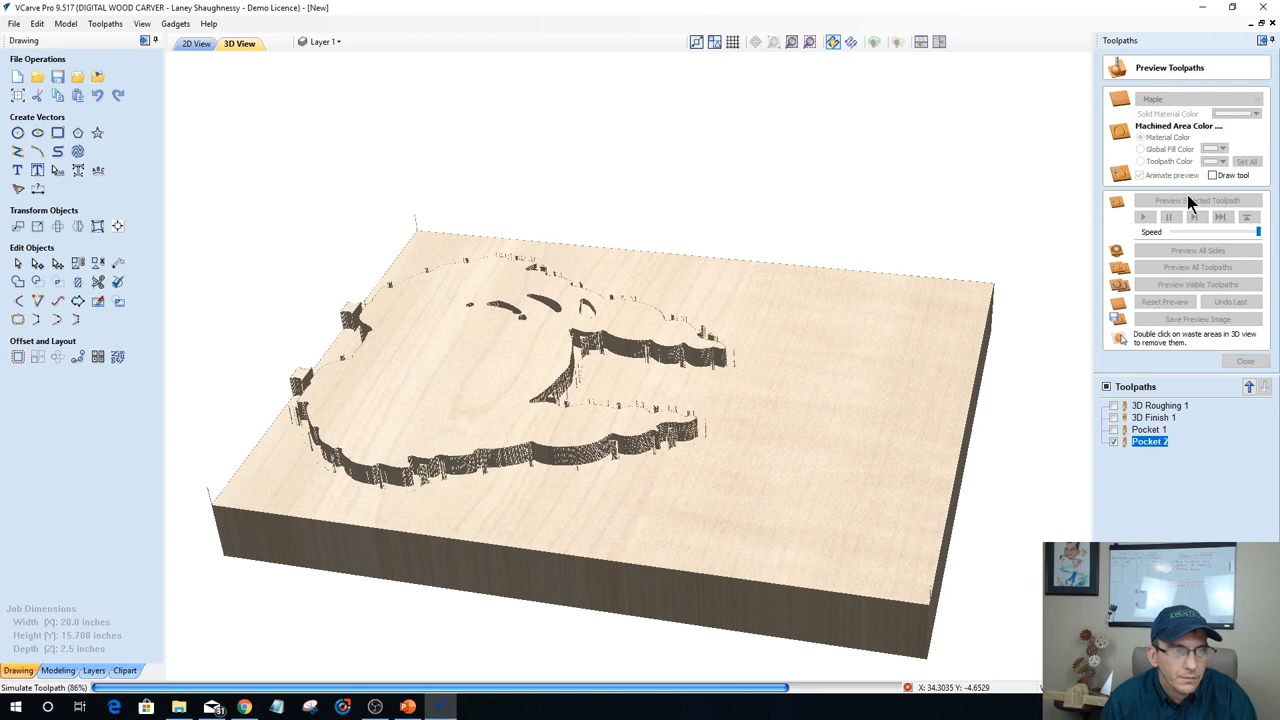 VCarve Pro 9.517 {DIGITAL WOOD CARVER - Laney Shaughnessy - Demo Licence} - [New]
File Edit Model Toolpaths View Gadgets Help
Drawing
2D View 3D View Layer 1
Toolpaths
File Operations
Create Vectors
Transform Objects
Edit Objects
Offset and Layout
Job Dimensions
Width (X): 20.0 inches
Height (Y): 15.708 inches
Depth (Z): 2.5 inches
Drawing Modeling Layers Clipart
Simulate Toolpath (86%)
X: 34.3035 Y: -4.6529
Preview Toolpaths
Maple
Solid Material Color
Machined Area Color ....
Material Color
Global Fill Color
Toolpath Color Set All
Animate preview Draw tool
Preview Selected Toolpath
Speed
Preview All Sides
Preview All Toolpaths
Preview Visible Toolpaths
Reset Preview Undo Last
Save Preview Image
Double click on waste areas in 3D view
to remove them.
Close
Toolpaths
3D Roughing 1
3D Finish 1
Pocket 1
Pocket 2
31